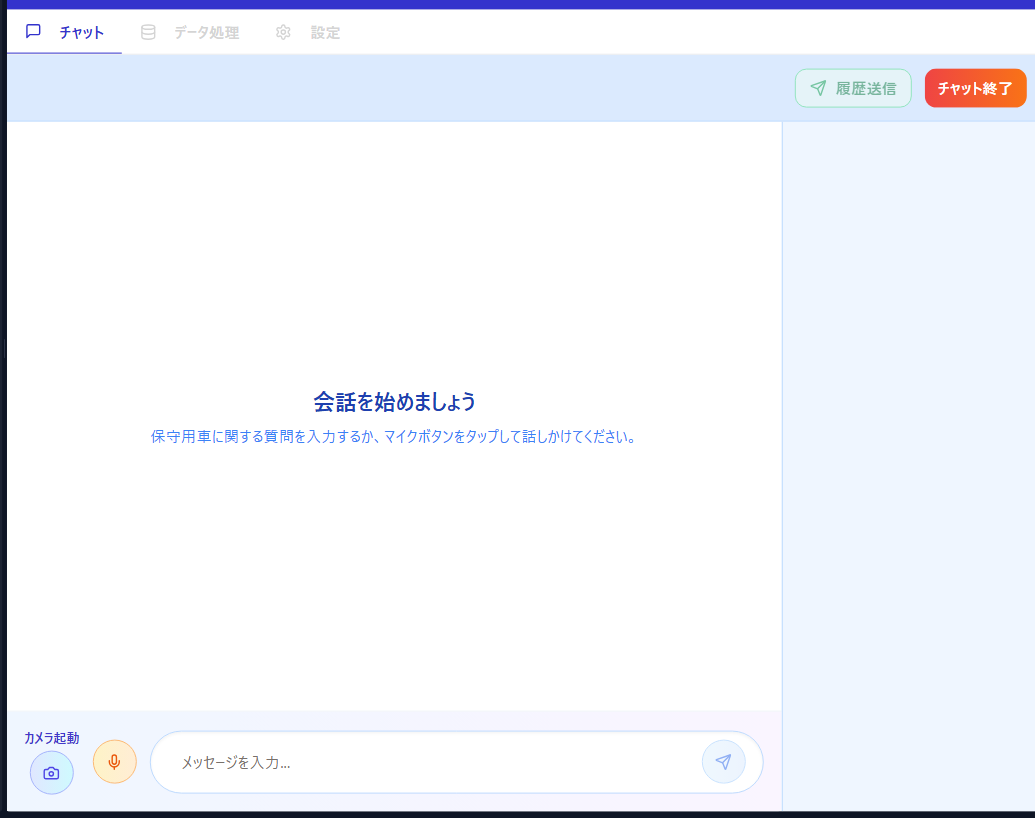 チャット
データ処理
設定
履歴送信
チャット終了
会話を始めましょう
保守用車に関する質問を入力するか、マイクボタンをタップして話しかけてください。
カメラ起動
メッセージを入力...